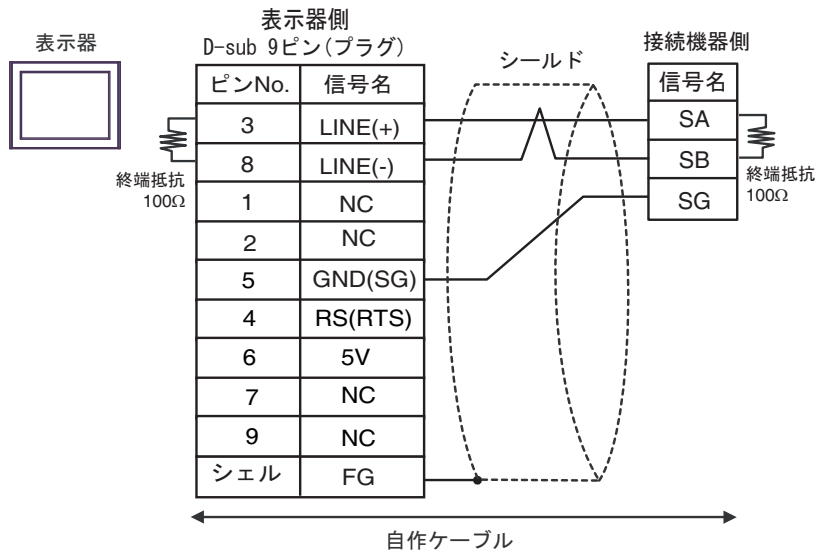 表示器
表示器側
D-sub 9ピン(プラグ)
シールド
接続機器側
ピンNo. 信号名
3 LINE(+)
8 LINE(-)
1 NC
2 NC
5 GND(SG)
4 RS(RTS)
6 5V
7 NC
9 NC
シェル FG
終端抵抗
100Ω
信号名
SA
SB
SG
終端抵抗
100Ω
自作ケーブル